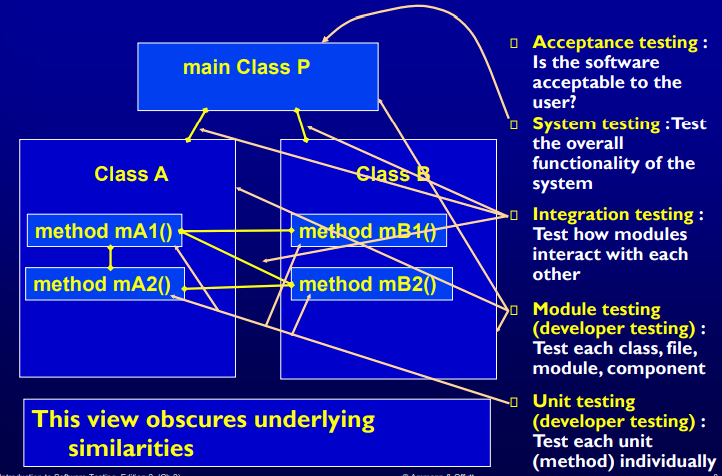 main Class P
Class A
method mA1()
method mA2()
Class B
method mB1()
method mB2()
This view obscures underlying
similarities
Acceptance testing :
Is the software
acceptable to the
user?
System testing : Test
the overall
functionality of the
system
Integration testing :
Test how modules
interact with each
other
Module testing
(developer testing) :
Test each class, file,
module, component
Unit testing
(developer testing) :
Test each unit
(method) individually